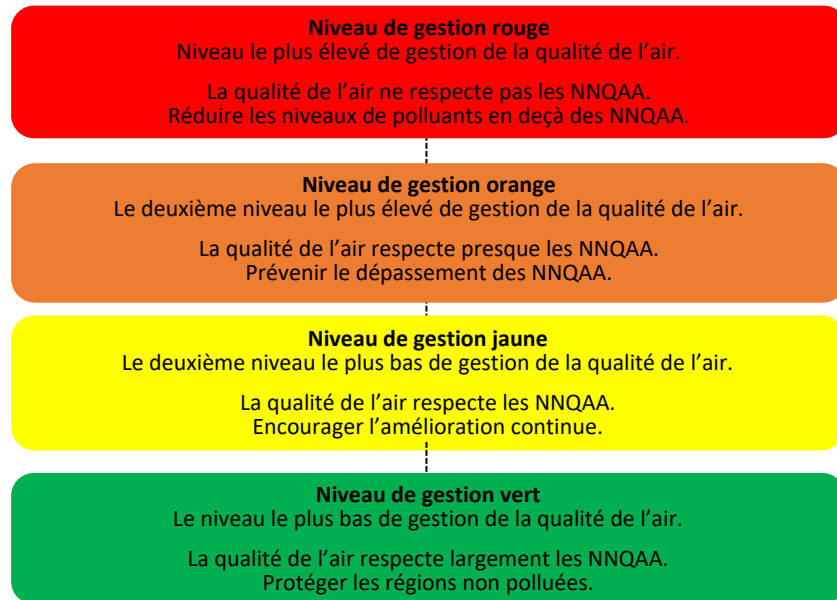 Niveau de gestion rouge
Niveau le plus élevé de gestion de la qualité de l’air.
La qualité de l’air ne respecte pas les NNQAA.
Réduire les niveaux de polluants en deçà des NNQAA.
Niveau de gestion orange
Le deuxième niveau le plus élevé de gestion de la qualité de l’air.
La qualité de l’air respecte presque les NNQAA.
Prévenir le dépassement des NNQAA.
Niveau de gestion jaune
Le deuxième niveau le plus bas de gestion de la qualité de l’air.
La qualité de l’air respecte les NNQAA.
Encourager l’amélioration continue.
Niveau de gestion vert
Le niveau le plus bas de gestion de la qualité de l’air.
La qualité de l’air respecte largement les NNQAA.
Protéger les régions non polluées.